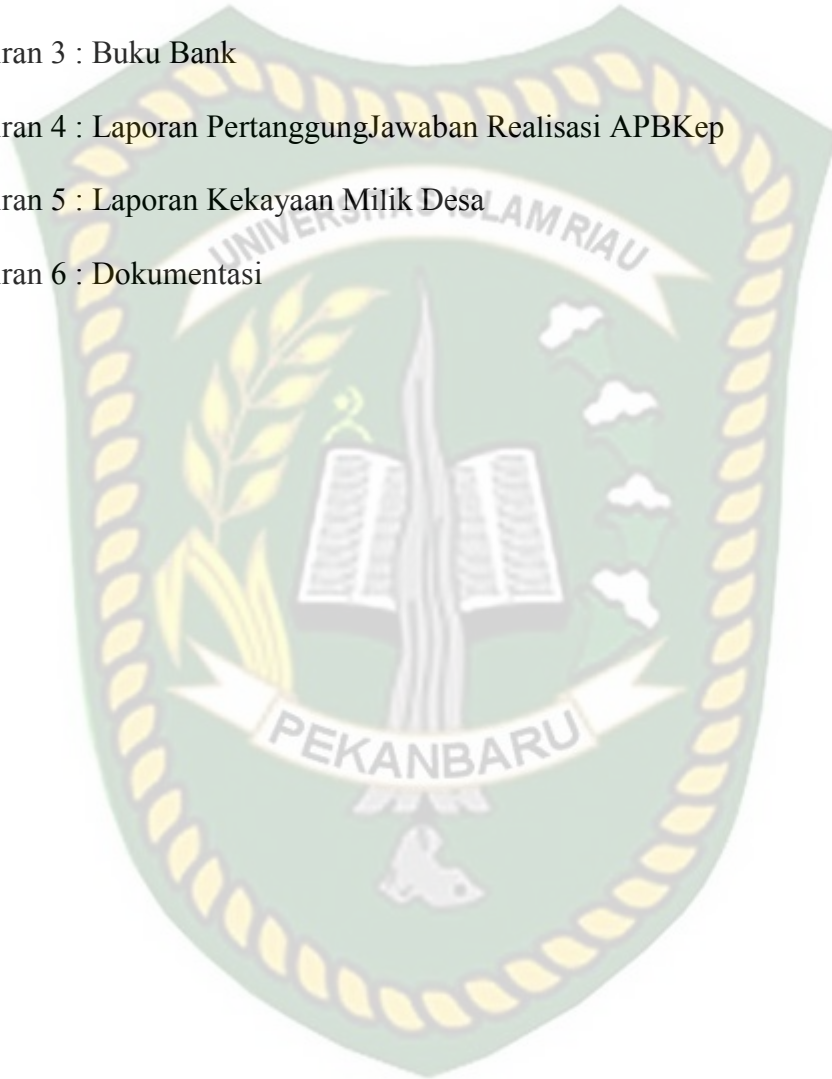 ran 3 : Buku Bank
ran 4 : Laporan PertanggungJawaban Realisasi APBKep
ran 5 : Laporan Kekayaan Milik Desa
ran 6 : Dokumentasi
UNIVERSITAS ISLAM RIAU
PEKANBARU